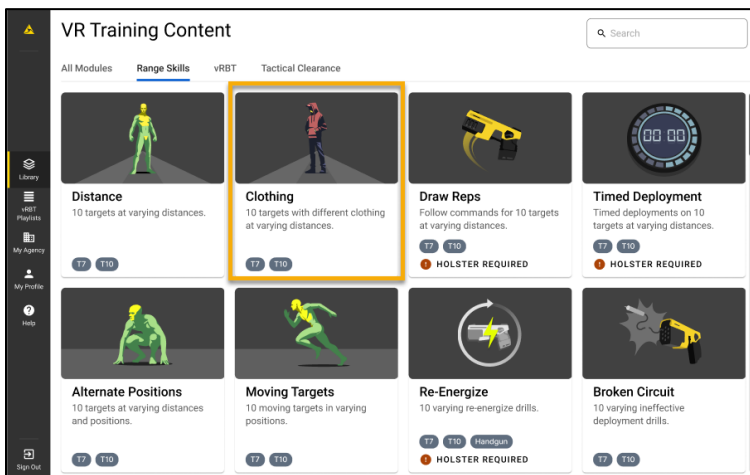 VR Training Content
Search
All Modules Range Skills vRBT Tactical Clearance
Library
vRBT
Playlists
My Agency
My Profile
Help
Sign Out
Distance
10 targets at varying distances.
T7 T10
Clothing
10 targets with different clothing
at varying distances.
T7 T10
Draw Reps
Follow commands for 10 targets
at varying distances.
T7 T10
HOLSTER REQUIRED
00 00
Timed Deployment
Timed deployments on 10
targets at varying distances.
T7 T10
HOLSTER REQUIRED
Alternate Positions
10 targets at varying distances
and positions.
T7 T10
Moving Targets
10 moving targets in varying
positions.
T7 T10
Re-Energize
10 varying re-energize drills.
T7 T10 Handgun
HOLSTER REQUIRED
Broken Circuit
10 varying ineffective
deployment drills.
T7 T10